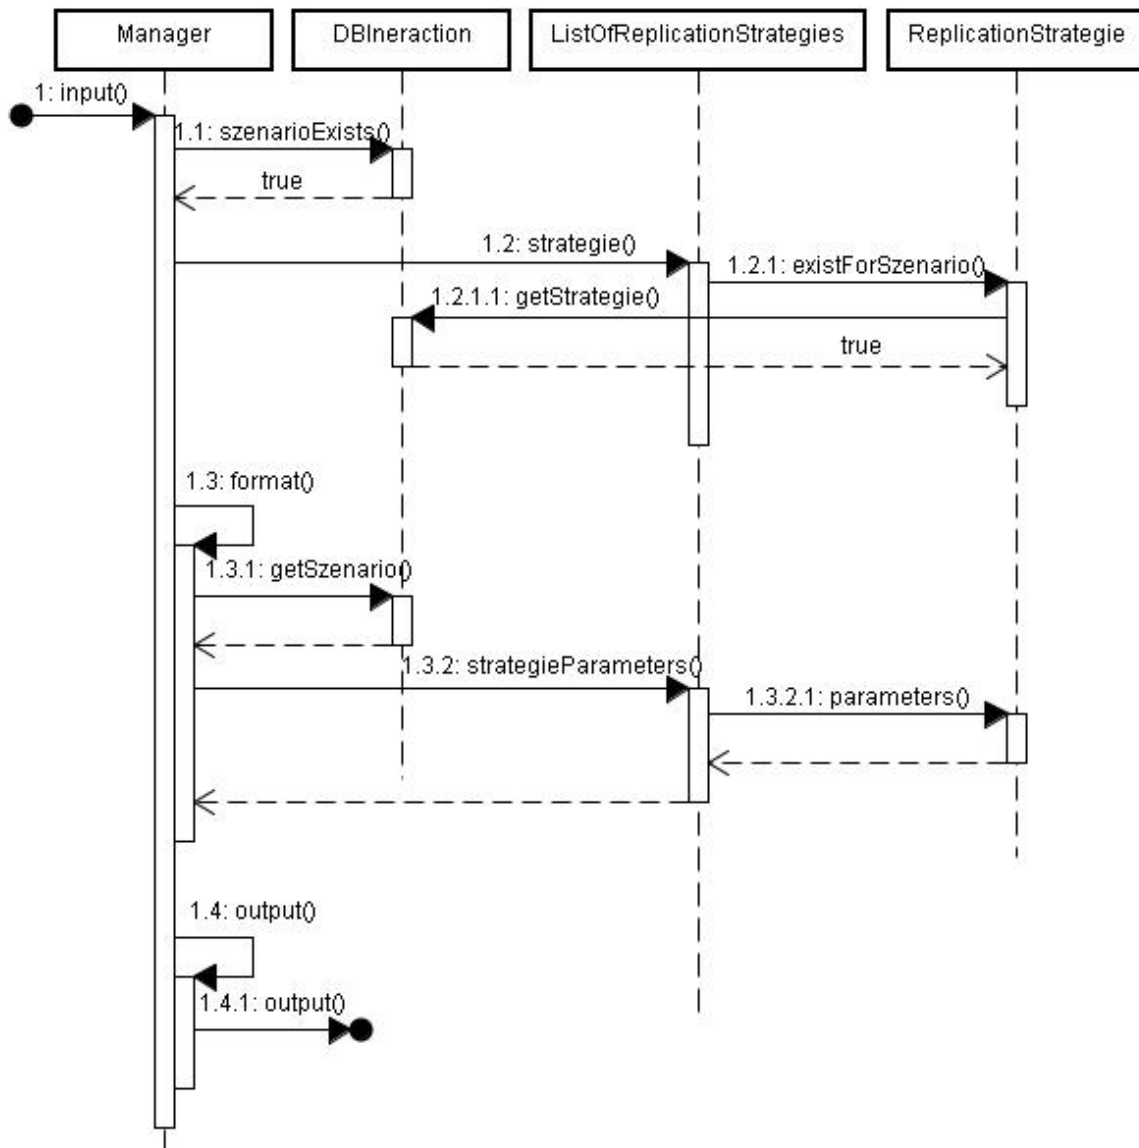 Manager
DBIneraction
ListOfReplicationStrategies
ReplicationStrategie
1: input()
1.1: szenarioExists()
true
1.2: strategie()
1.2.1: existForSzenario()
1.2.1.1: getStrategie()
true
1.3: format()
1.3.1: getSzenario()
1.3.2: strategieParameters()
1.3.2.1: parameters()
1.4: output()
1.4.1: output()